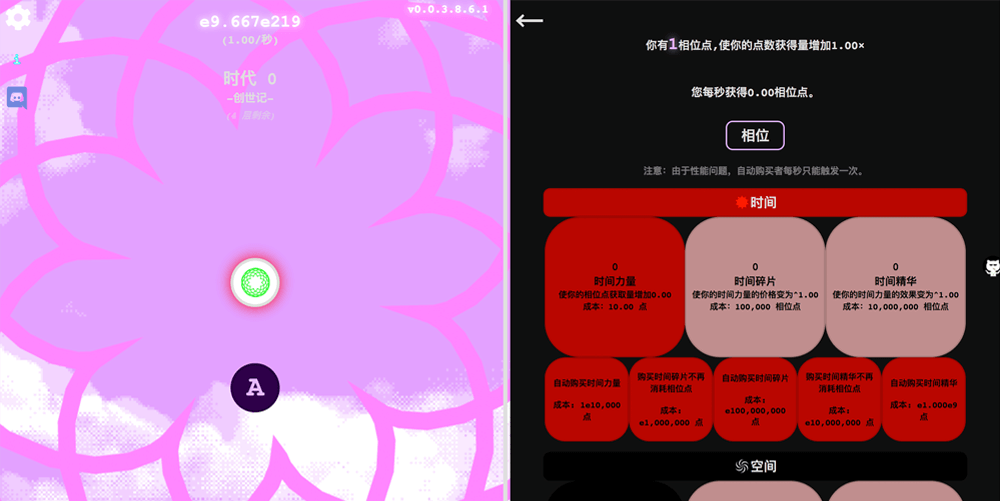 e9.667e219
(1.00/秒)
v0.0.3.8.6.1
时代 0
~创世记~
A
你有1相位点,使你的点数获得量增加1.00×
您每秒获得0.00相位点。
相位
注意：由于性能问题，自动购买者每秒只能触发一次。
时间
0
时间力量
使你的相位点获取量增加0.00
成本：10.00 点
0
时间碎片
使你的时间力量的价格变为^1.00
成本：100,000 相位点
0
时间精华
使你的时间力量的效果变为^1.00
成本：10,000,000 相位点
自动购买时间力量
成本：1e10,000
点
购买时间碎片不再
消耗相位点
成本：
e1,000,000 点
自动购买时间碎片
成本：
e100,000,000
点
购买时间精华不再
消耗相位点
成本：
e10,000,000 点
自动购买时间精华
成本：e1.000e9
点
空间